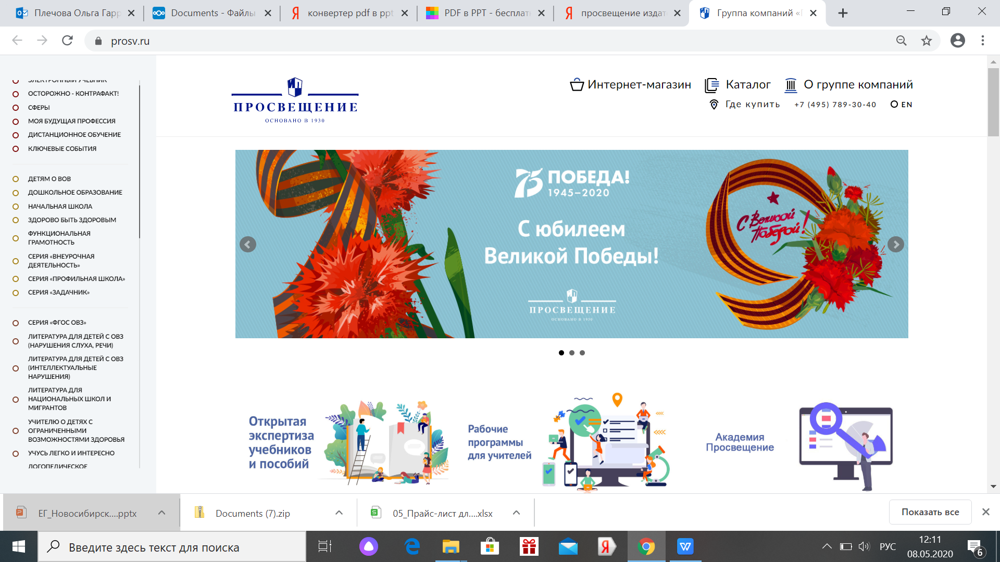 Плечова Ольга Гарр
Documents - Файлы
конвертер pdf в ppt
PDF в PPT - бесплатн
просвещение издат
Группа компаний «
prosv.ru
ЭЛЕКТРОННЫЙ УЧЕБНИК
ОСТОРОЖНО - КОНТРАФАКТ!
СФЕРЫ
МОЯ БУДУЩАЯ ПРОФЕССИЯ
ДИСТАНЦИОННОЕ ОБУЧЕНИЕ
КЛЮЧЕВЫЕ СОБЫТИЯ
ДЕТЯМ О ВОВ
ДОШКОЛЬНОЕ ОБРАЗОВАНИЕ
НАЧАЛЬНАЯ ШКОЛА
ЗДОРОВО БЫТЬ ЗДОРОВЫМ
ФУНКЦИОНАЛЬНАЯ
ГРАМОТНОСТЬ
СЕРИЯ «ВНЕУРОЧНАЯ
ДЕЯТЕЛЬНОСТЬ»
СЕРИЯ «ПРОФИЛЬНАЯ ШКОЛА»
СЕРИЯ «ЗАДАЧНИК»
СЕРИЯ «ФГОС ОВЗ»
ЛИТЕРАТУРА ДЛЯ ДЕТЕЙ С ОВЗ
(НАРУШЕНИЯ СЛУХА, РЕЧИ)
ЛИТЕРАТУРА ДЛЯ ДЕТЕЙ С ОВЗ
(ИНТЕЛЛЕКТУАЛЬНЫЕ
НАРУШЕНИЯ)
ЛИТЕРАТУРА ДЛЯ
НАЦИОНАЛЬНЫХ ШКОЛ И
МИГРАНТОВ
УЧИТЕЛЮ О ДЕТЯХ С
ОГРАНИЧЕННЫМИ
ВОЗМОЖНОСТЯМИ ЗДОРОВЬЯ
УЧУСЬ ЛЕГКО И ИНТЕРЕСНО
ЛОГОПЕДИЧЕСКОЕ
ПРОСВЕЩЕНИЕ
ОСНОВАНО В 1930
Интернет-магазин
Каталог
О группе компаний
Где купить
+7 (495) 789-30-40
EN
75 ПОБЕДА!
1945–2020
С юбилеем
Великой Победы!
ПРОСВЕЩЕНИЕ
ОСНОВАНО В 1930
С Великой
Победой!
Открытая
экспертиза
учебников
и пособий
Рабочие
программы
для учителей
Академия
Просвещение
ЕГ_Новосибирск....pptx
Documents (7).zip
05_Прайс-лист дл....xlsx
Показать все
Введите здесь текст для поиска
РУС
12:11
08.05.2020
6